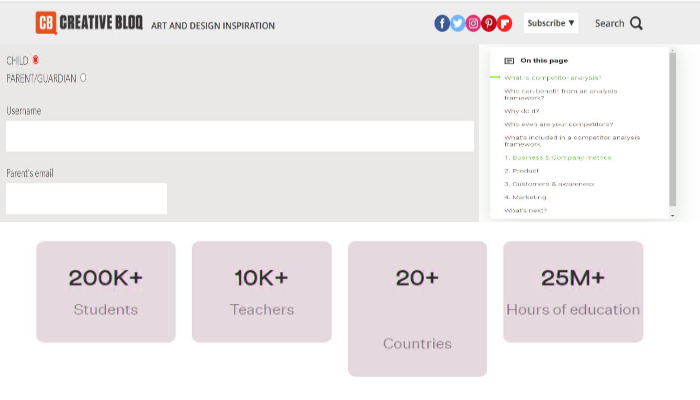 CB CREATIVE BLOQ ART AND DESIGN INSPIRATION Subscribe ▼ Search
CHILD
PARENT/GUARDIAN
Username
Parent's email
On this page
What is competitor analysis?
Who can benefit from an analysis
framework?
Why do it?
Who even are your competitors?
What's included in a competitor analysis
framework
1. Business & Company metrics
2. Product
3. Customers & awareness
4. Marketing
What's next?
200K+
Students
10K+
Teachers
20+
Countries
25M+
Hours of education